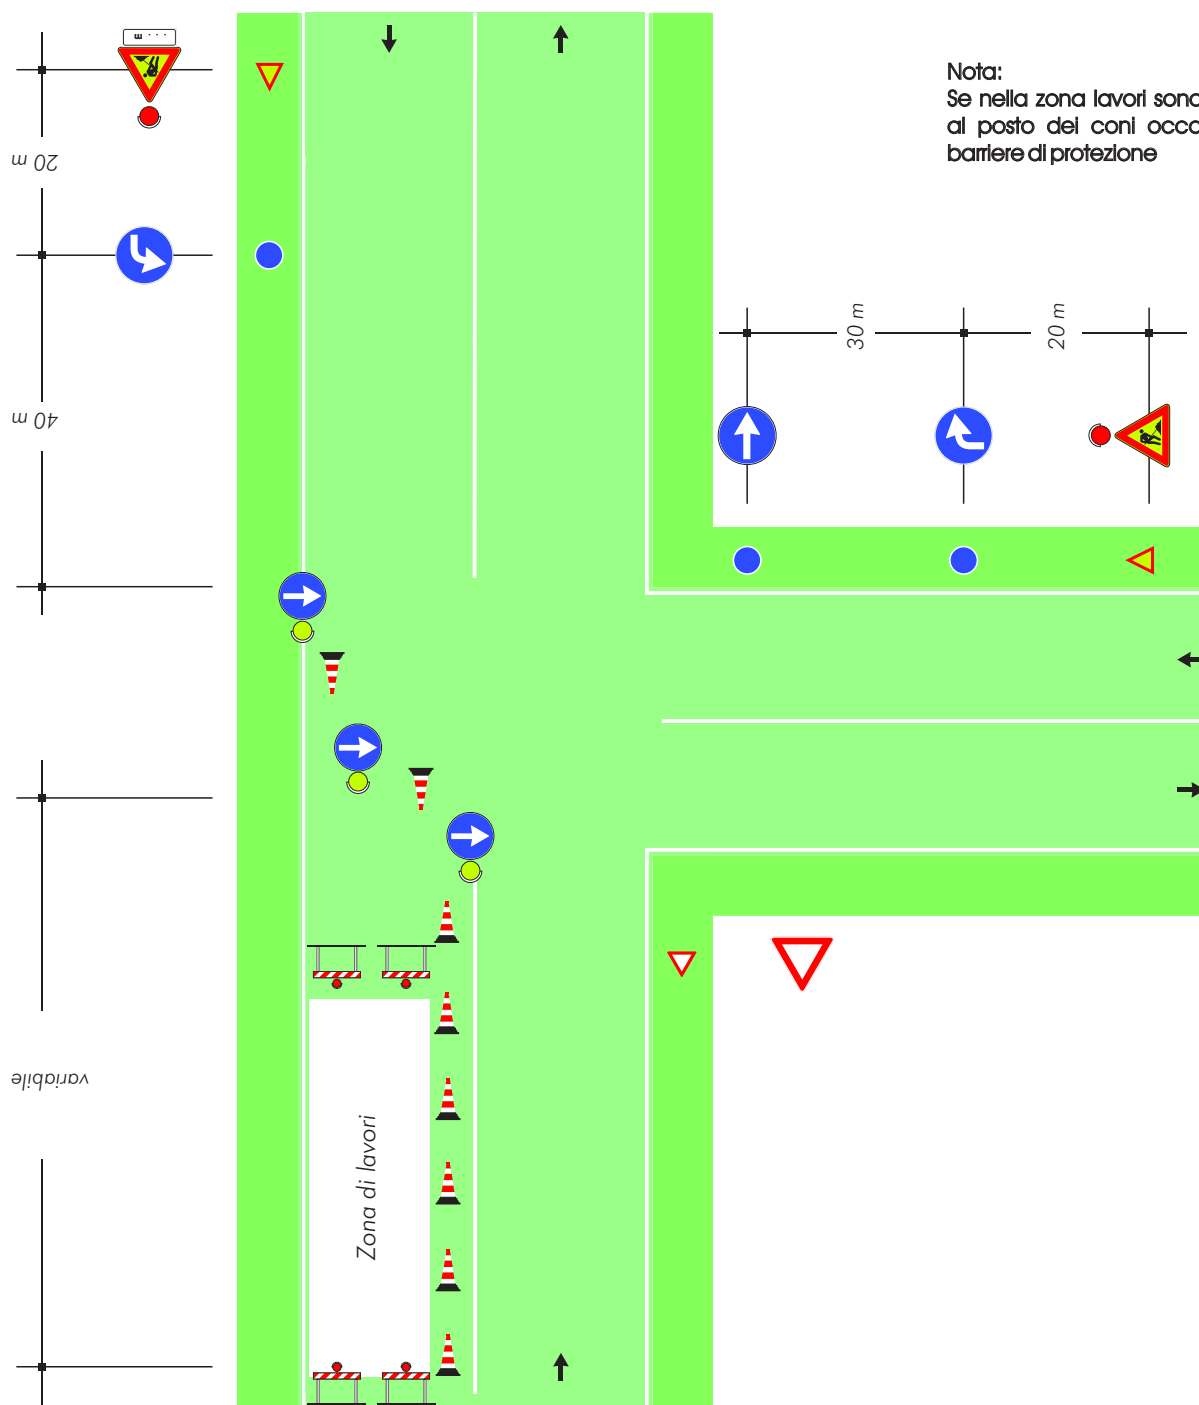 Nota:
Se nella zona lavori sono
al posto dei coni occo
barriere di protezione
20 m
40 m
variabile
30 m
20 m
Zona di lavori